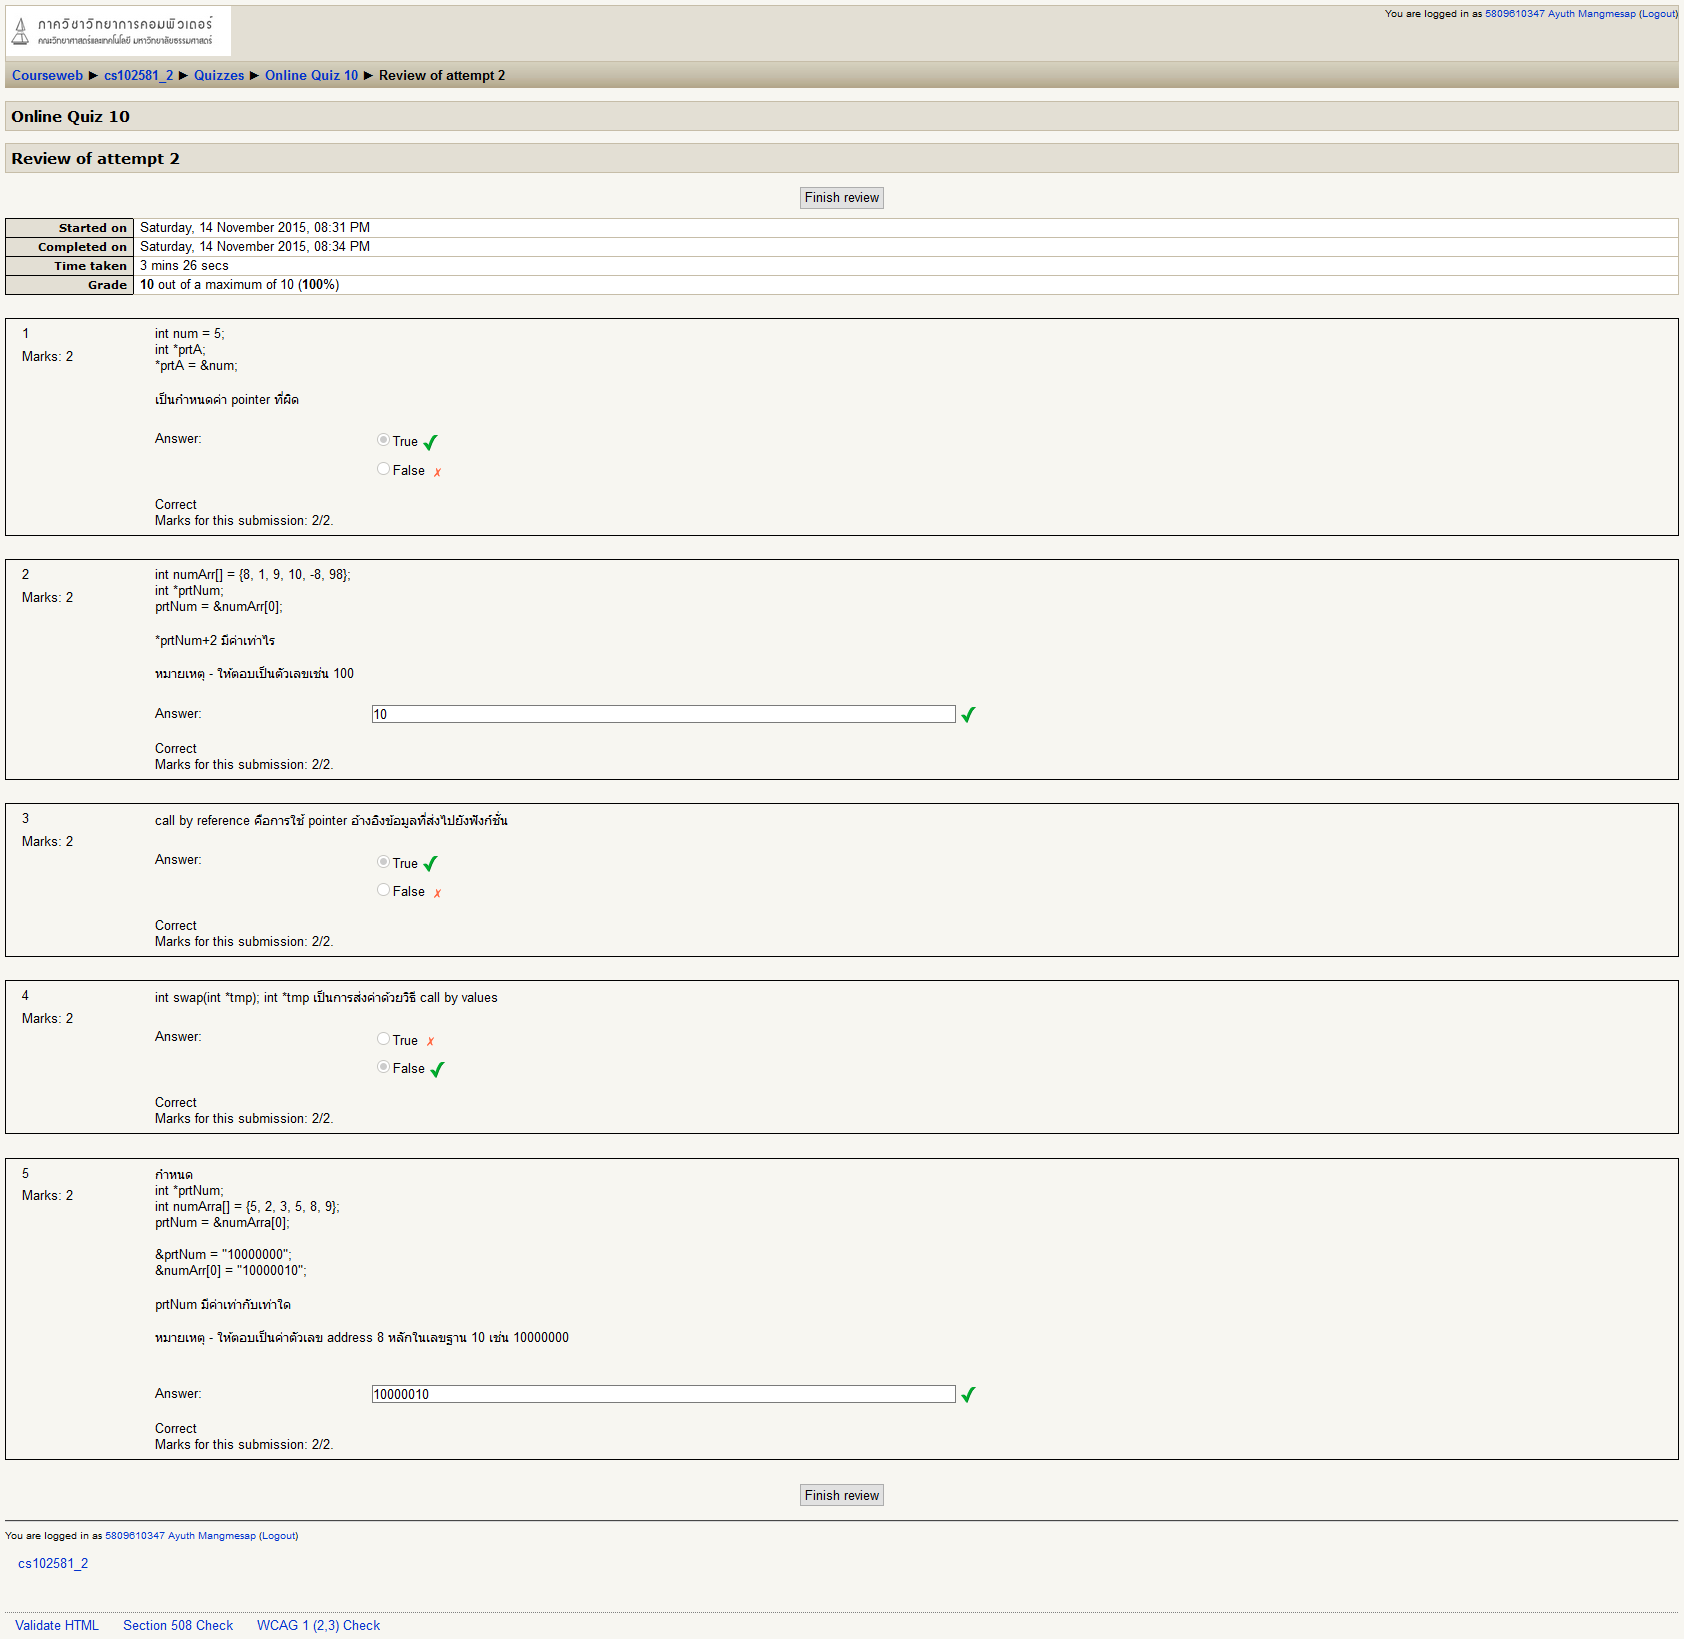 ภาควิชาวิทยาการคอมพิวเตอร์
คณะวิทยาศาสตร์และเทคโนโลยี มหาวิทยาลัยธรรมศาสตร์
You are logged in as 5809610347 Ayuth Mangmesap (Logout)
Courseweb ► cs102581_2 ► Quizzes ► Online Quiz 10 ► Review of attempt 2
Online Quiz 10
Review of attempt 2
Finish review
Started on Saturday, 14 November 2015, 08:31 PM
Completed on Saturday, 14 November 2015, 08:34 PM
Time taken 3 mins 26 secs
Grade 10 out of a maximum of 10 (100%)
1
Marks: 2
int num = 5;
int *prtA;
*prtA = &num;
เป็นกำหนดค่า pointer ที่ผิด
Answer:
True
False
Correct
Marks for this submission: 2/2.
2
Marks: 2
int numArr[] = {8, 1, 9, 10, -8, 98};
int *prtNum;
prtNum = &numArr[0];
*prtNum+2 มีค่าเท่าไร
หมายเหตุ - ให้ตอบเป็นตัวเลขเช่น 100
Answer: 10
Correct
Marks for this submission: 2/2.
3
Marks: 2
call by reference คือการใช้ pointer อ้างอิงข้อมูลที่ส่งไปยังฟังก์ชั่น
Answer:
True
False
Correct
Marks for this submission: 2/2.
4
Marks: 2
int swap(int *tmp); int *tmp เป็นการส่งค่าด้วยวิธี call by values
Answer:
True
False
Correct
Marks for this submission: 2/2.
5
Marks: 2
กำหนด
int *prtNum;
int numArra[] = {5, 2, 3, 5, 8, 9};
prtNum = &numArra[0];
&prtNum = "10000000";
&numArr[0] = "10000010";
prtNum มีค่าเท่ากับเท่าใด
หมายเหตุ - ให้ตอบเป็นค่าตัวเลข address 8 หลักในเลขฐาน 10 เช่น 10000000
Answer: 10000010
Correct
Marks for this submission: 2/2.
Finish review
You are logged in as 5809610347 Ayuth Mangmesap (Logout)
cs102581_2
Validate HTML Section 508 Check WCAG 1 (2,3) Check